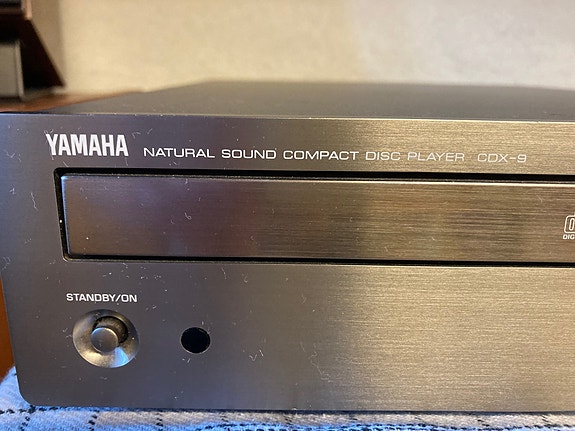 YAMAHA NATURAL SOUND COMPACT DISC PLAYER CDX-9
STANDBY/ON